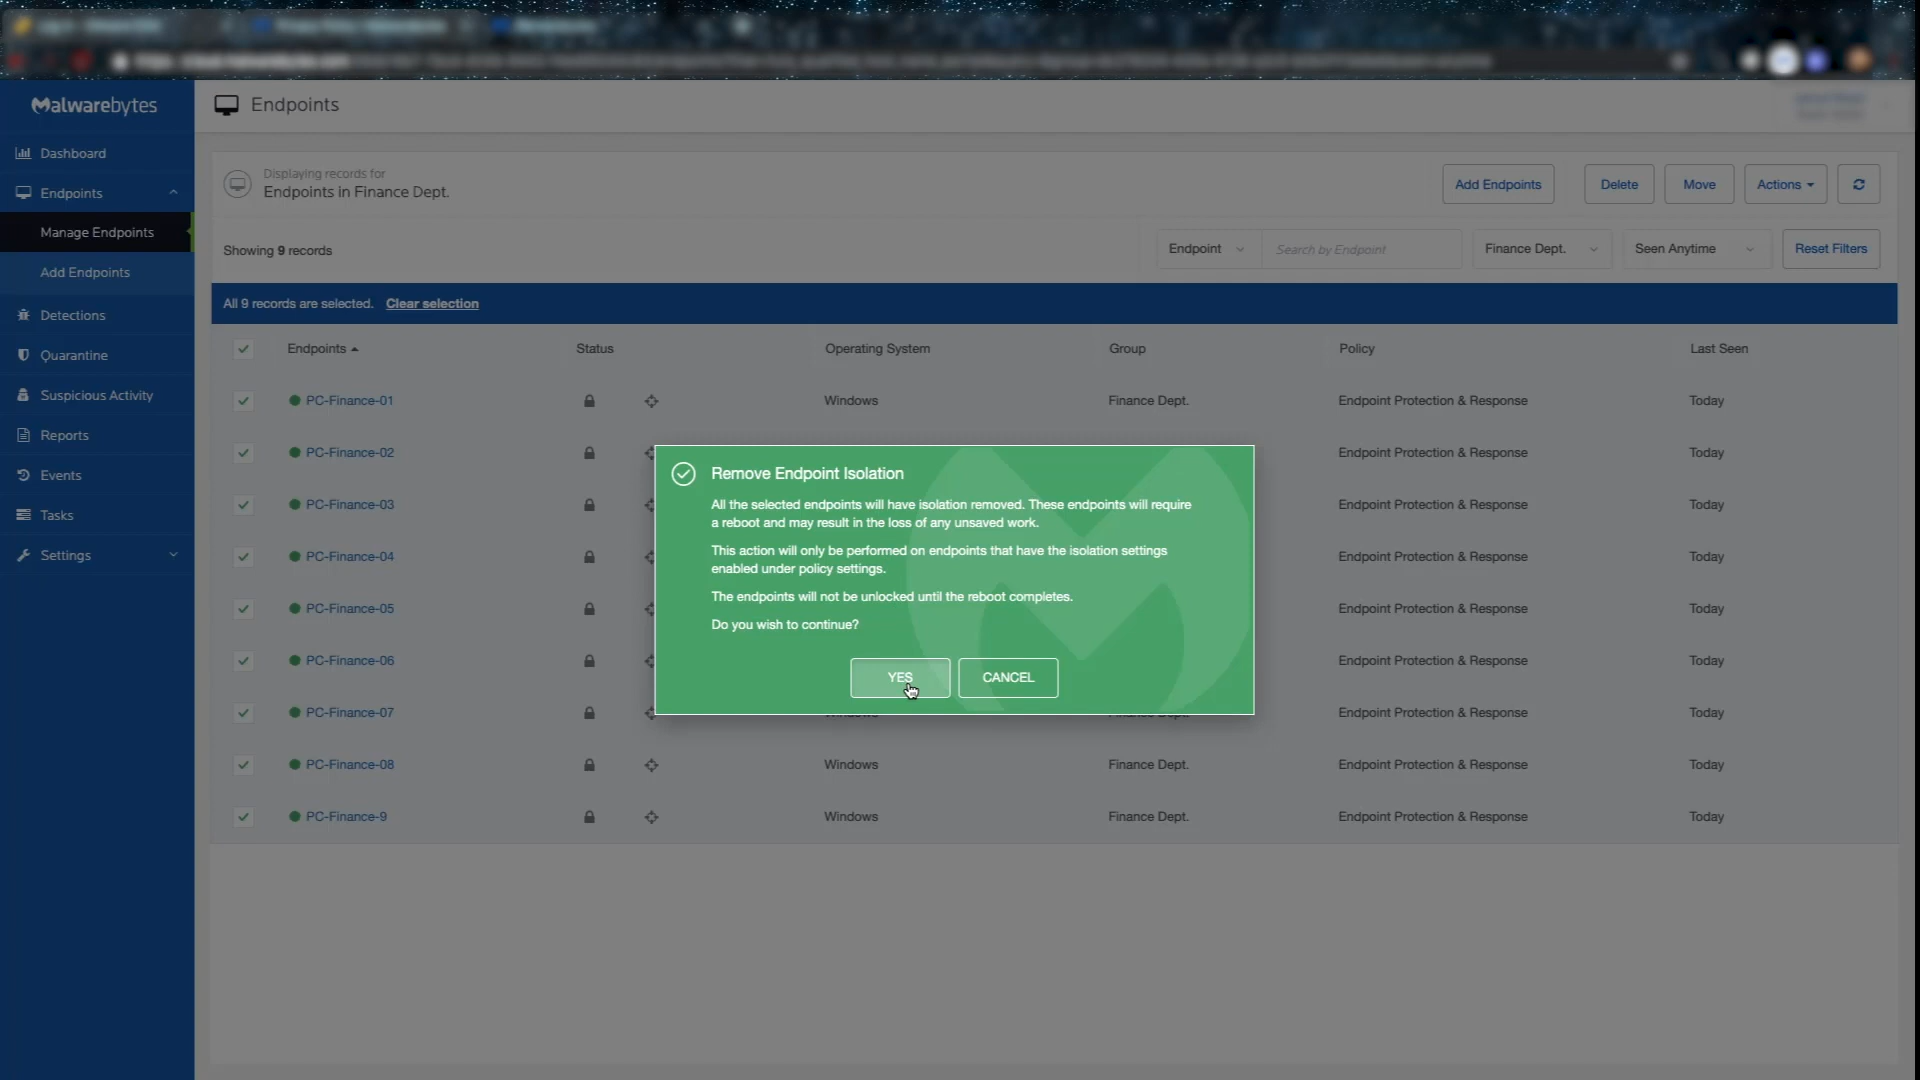 Malwarebytes
Endpoints
Dashboard
Endpoints
Manage Endpoints
Add Endpoints
Detections
Quarantine
Suspicious Activity
Reports
Events
Tasks
Settings
Displaying records for
Endpoints in Finance Dept.
Add Endpoints Delete Move Actions
Showing 9 records
Endpoint Search by Endpoint Finance Dept. Seen Anytime Reset Filters
All 9 records are selected. Clear selection
Endpoints Status Operating System Group Policy Last Seen
PC-Finance-01 Windows Finance Dept. Endpoint Protection & Response Today
PC-Finance-02 Endpoint Protection & Response Today
PC-Finance-03 Endpoint Protection & Response Today
PC-Finance-04 Endpoint Protection & Response Today
PC-Finance-05 Endpoint Protection & Response Today
PC-Finance-06 Endpoint Protection & Response Today
PC-Finance-07 Endpoint Protection & Response Today
PC-Finance-08 Windows Finance Dept. Endpoint Protection & Response Today
PC-Finance-9 Windows Finance Dept. Endpoint Protection & Response Today
Remove Endpoint Isolation
All the selected endpoints will have isolation removed. These endpoints will require
a reboot and may result in the loss of any unsaved work.
This action will only be performed on endpoints that have the isolation settings
enabled under policy settings.
The endpoints will not be unlocked until the reboot completes.
Do you wish to continue?
YES CANCEL